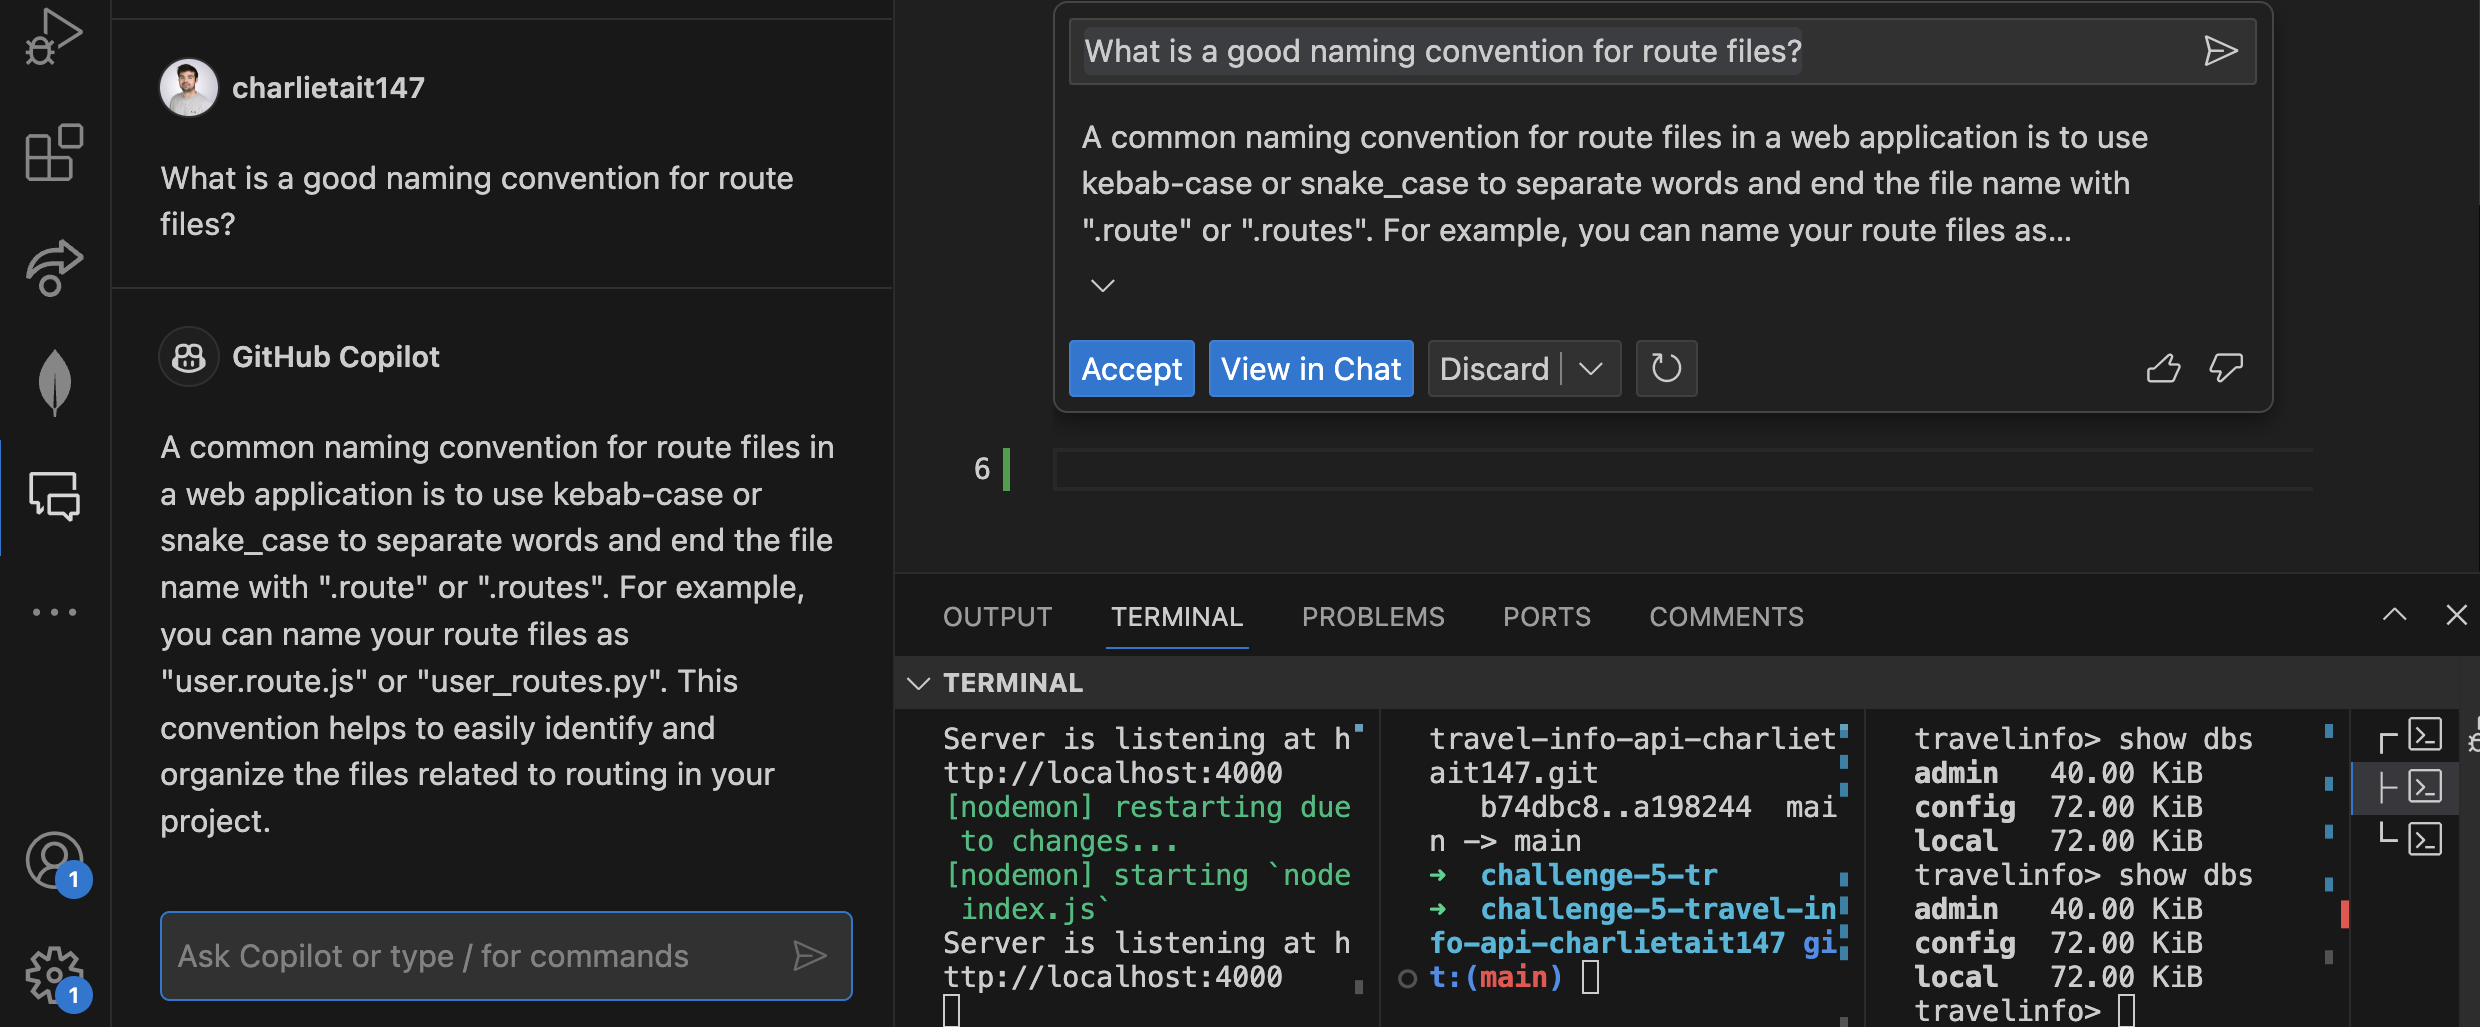 charlietait147
What is a good naming convention for route
files?
GitHub Copilot
A common naming convention for route files in
a web application is to use kebab-case or
snake_case to separate words and end the file
name with ".route" or ".routes". For example,
you can name your route files as
"user.route.js" or "user_routes.py". This
convention helps to easily identify and
organize the files related to routing in your
project.
Ask Copilot or type / for commands
1
1
What is a good naming convention for route files?
A common naming convention for route files in a web application is to use
kebab-case or snake_case to separate words and end the file name with
".route" or ".routes". For example, you can name your route files as...
Accept View in Chat Discard
6
OUTPUT TERMINAL PROBLEMS PORTS COMMENTS
TERMINAL
Server is listening at h
ttp://localhost:4000
[nodemon] restarting due
to changes...
[nodemon] starting `node
index.js`
Server is listening at h
ttp://localhost:4000
travel-info-api-charliet
ait147.git
b74dbc8..a198244 mai
n -> main
➜ challenge-5-tr
➜ challenge-5-travel-in
fo-api-charlietait147 gi
t:(main)
travelinfo> show dbs
admin 40.00 KiB
config 72.00 KiB
local 72.00 KiB
travelinfo> show dbs
admin 40.00 KiB
config 72.00 KiB
local 72.00 KiB
travelinfo>